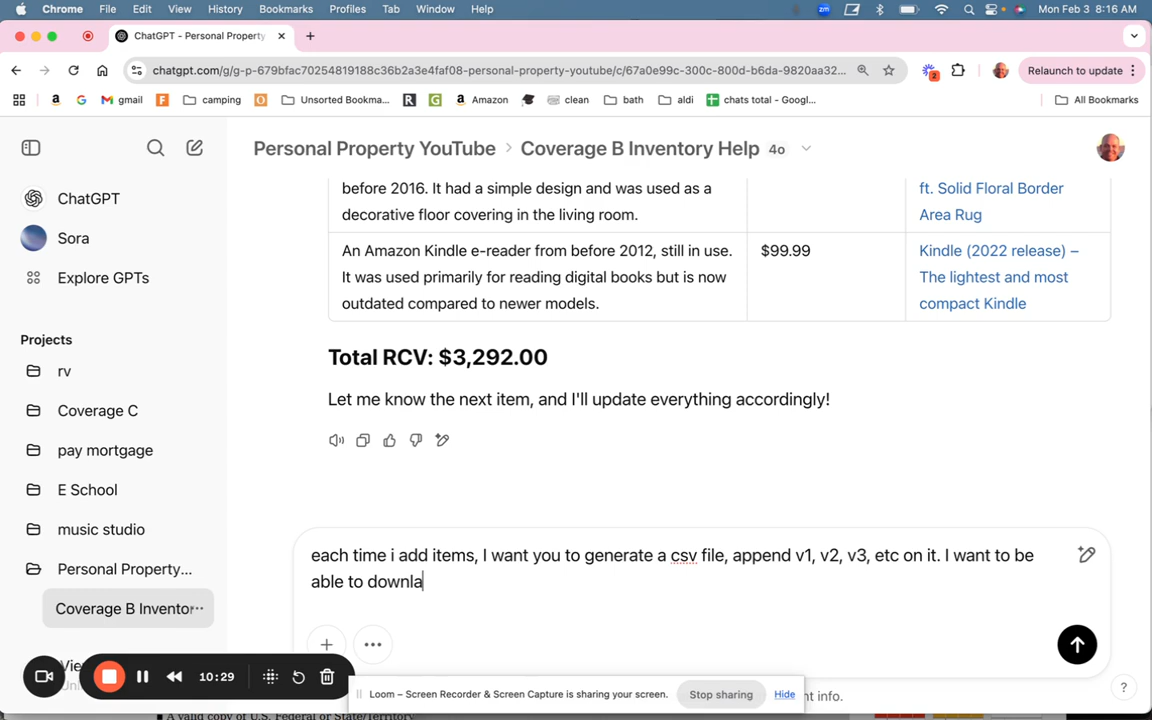 Chrome File Edit View History Bookmarks Profiles Tab Window Help
zm
Mon Feb 3 8:16 AM
ChatGPT - Personal Property
chatgpt.com/g/g-p-679bfac70254819188c36b2a3e4faf08-personal-property-youtube/c/67a0e99c-300c-800d-b6da-9820aa32...
2
Relaunch to update
gmail
camping
Unsorted Bookma...
Amazon
clean
bath
aldi
chats total - Googl...
All Bookmarks
ChatGPT
Sora
Explore GPTs
Projects
rv
Coverage C
pay mortgage
E School
music studio
Personal Property...
Coverage B Inventor
Personal Property YouTube > Coverage B Inventory Help 4o
before 2016. It had a simple design and was used as a
decorative floor covering in the living room.
ft. Solid Floral Border
Area Rug
An Amazon Kindle e-reader from before 2012, still in use.
It was used primarily for reading digital books but is now
outdated compared to newer models.
$99.99
Kindle (2022 release) –
The lightest and most
compact Kindle
Total RCV: $3,292.00
Let me know the next item, and I'll update everything accordingly!
each time i add items, I want you to generate a csv file, append v1, v2, v3, etc on it. I want to be
able to downla
10:29
Loom – Screen Recorder & Screen Capture is sharing your screen.
Stop sharing
Hide
nt info.
?
A valid copy of U.S. Federal or State/Territory